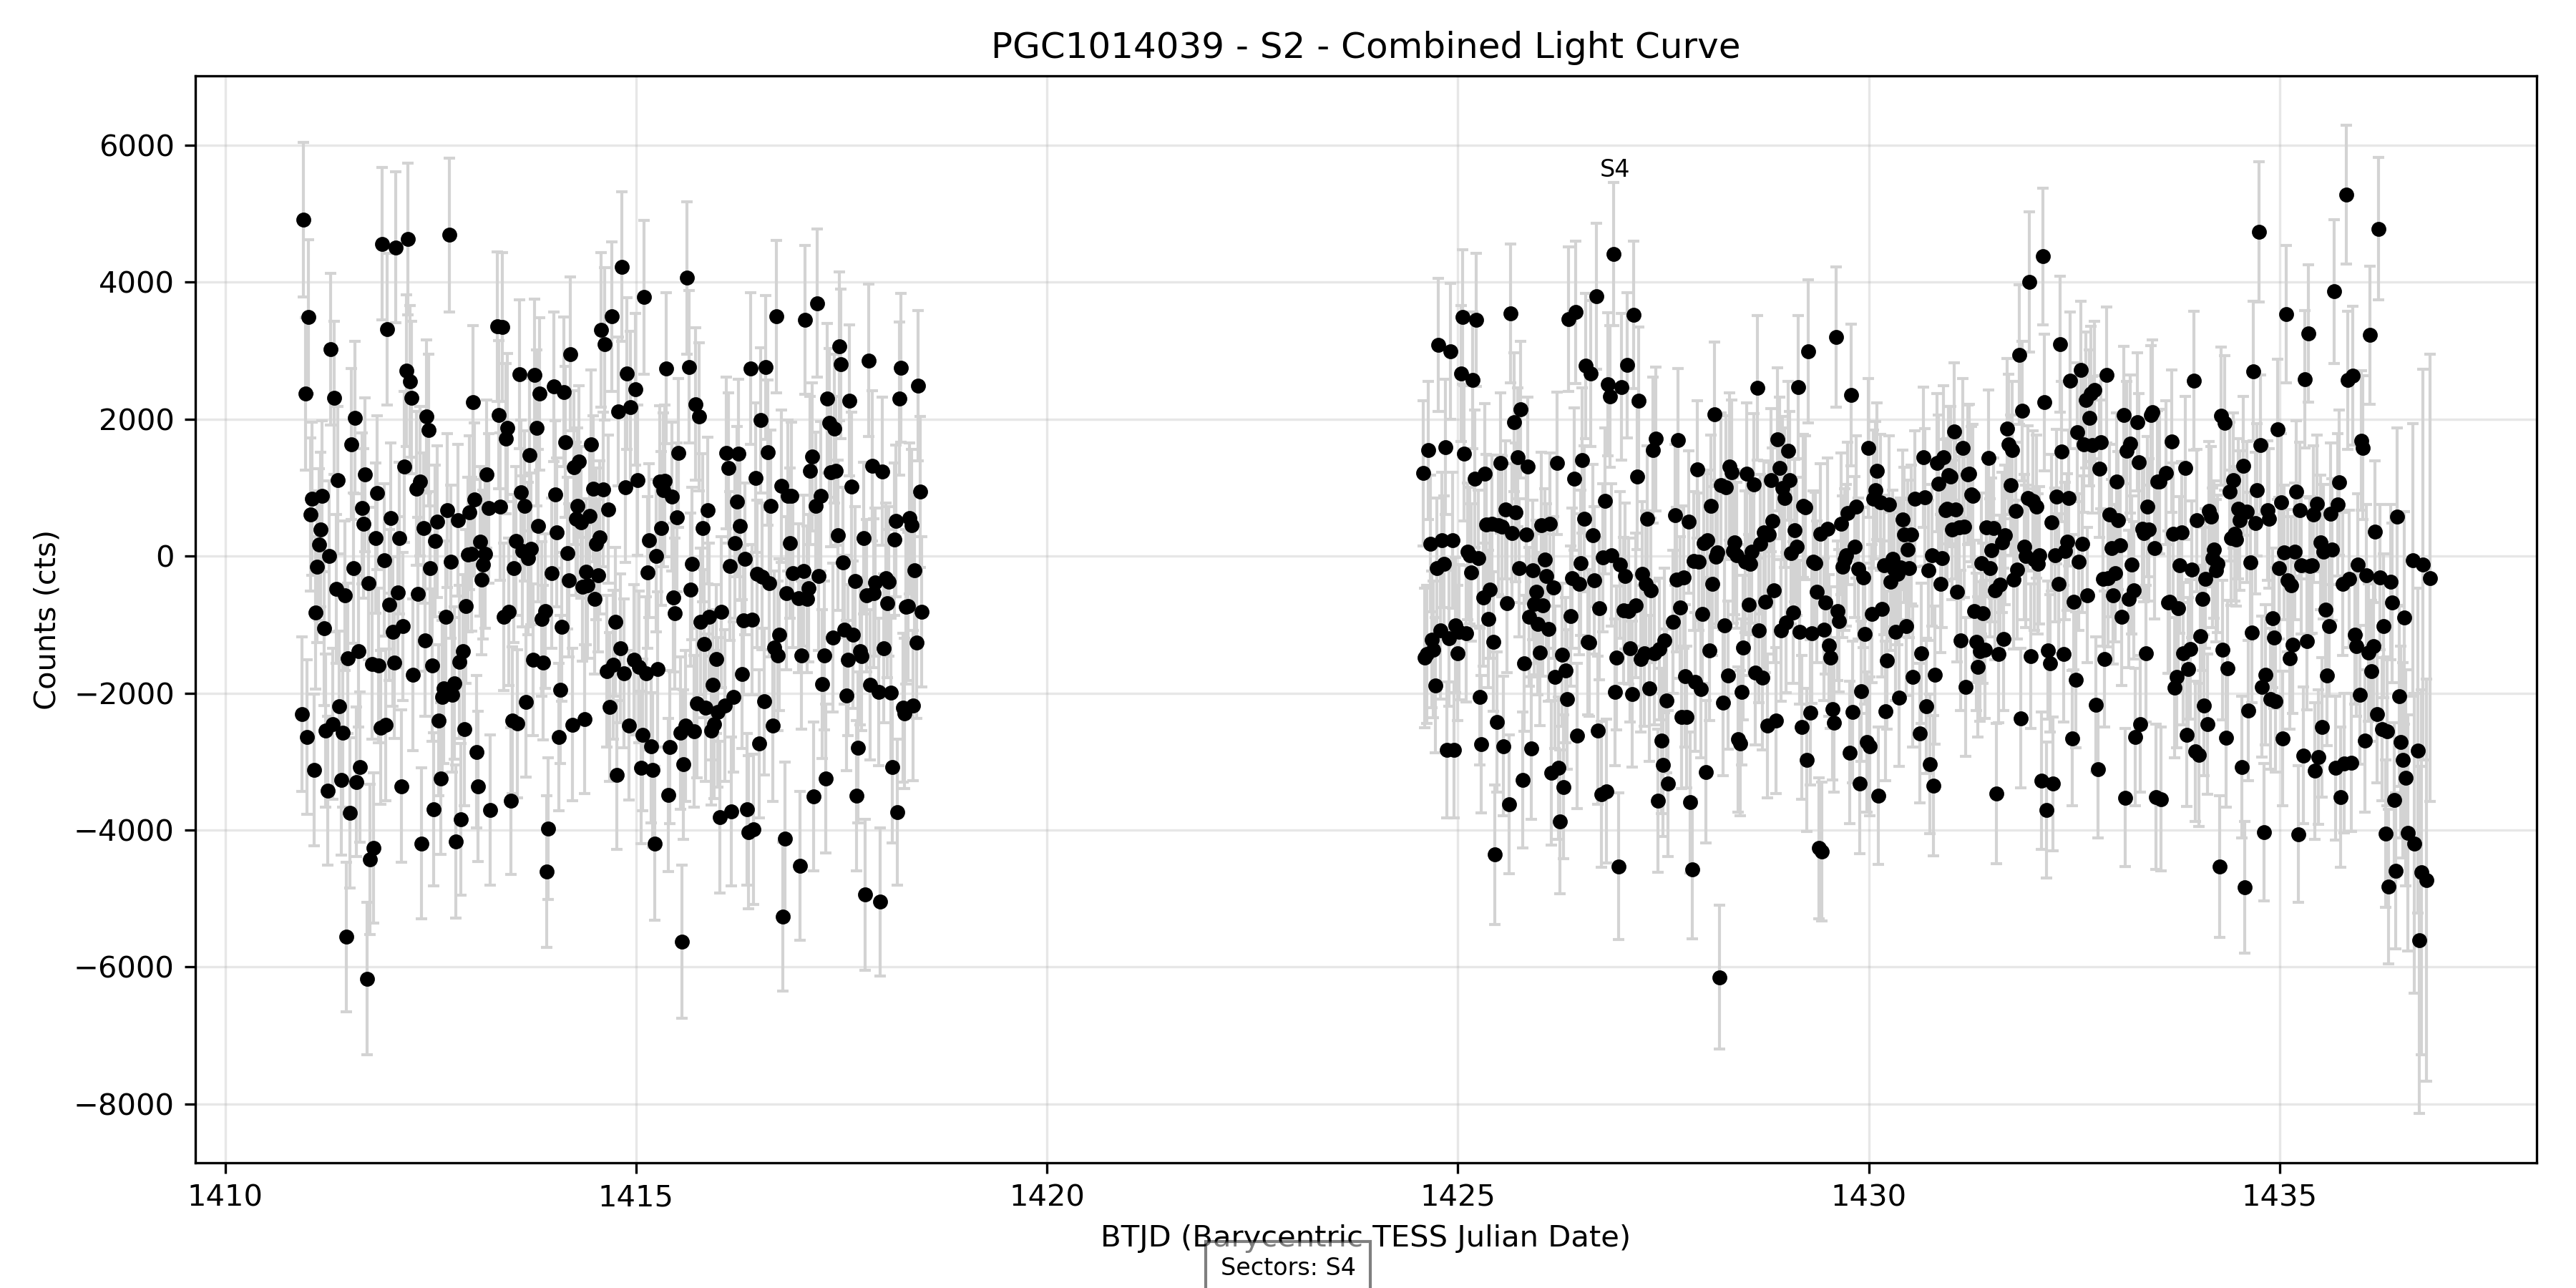 PGC1014039 - S2 - Combined Light Curve
Counts (cts)
6000
4000
2000
0
−2000
−4000
−6000
−8000
S4
1410
1415
1420
1425
1430
1435
BTJD (Barycentric TESS Julian Date)
Sectors: S4